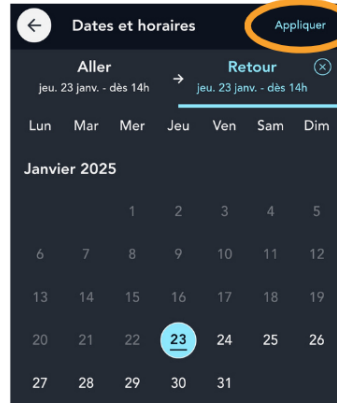 Dates et horaires Appliquer
Aller → Retour
jeu. 23 janv. - dès 14h jeu. 23 janv. - dès 14h
Lun Mar Mer Jeu Ven Sam Dim
Janvier 2025
1 2 3 4 5
6 7 8 9 10 11 12
13 14 15 16 17 18 19
20 21 22 23 24 25 26
27 28 29 30 31